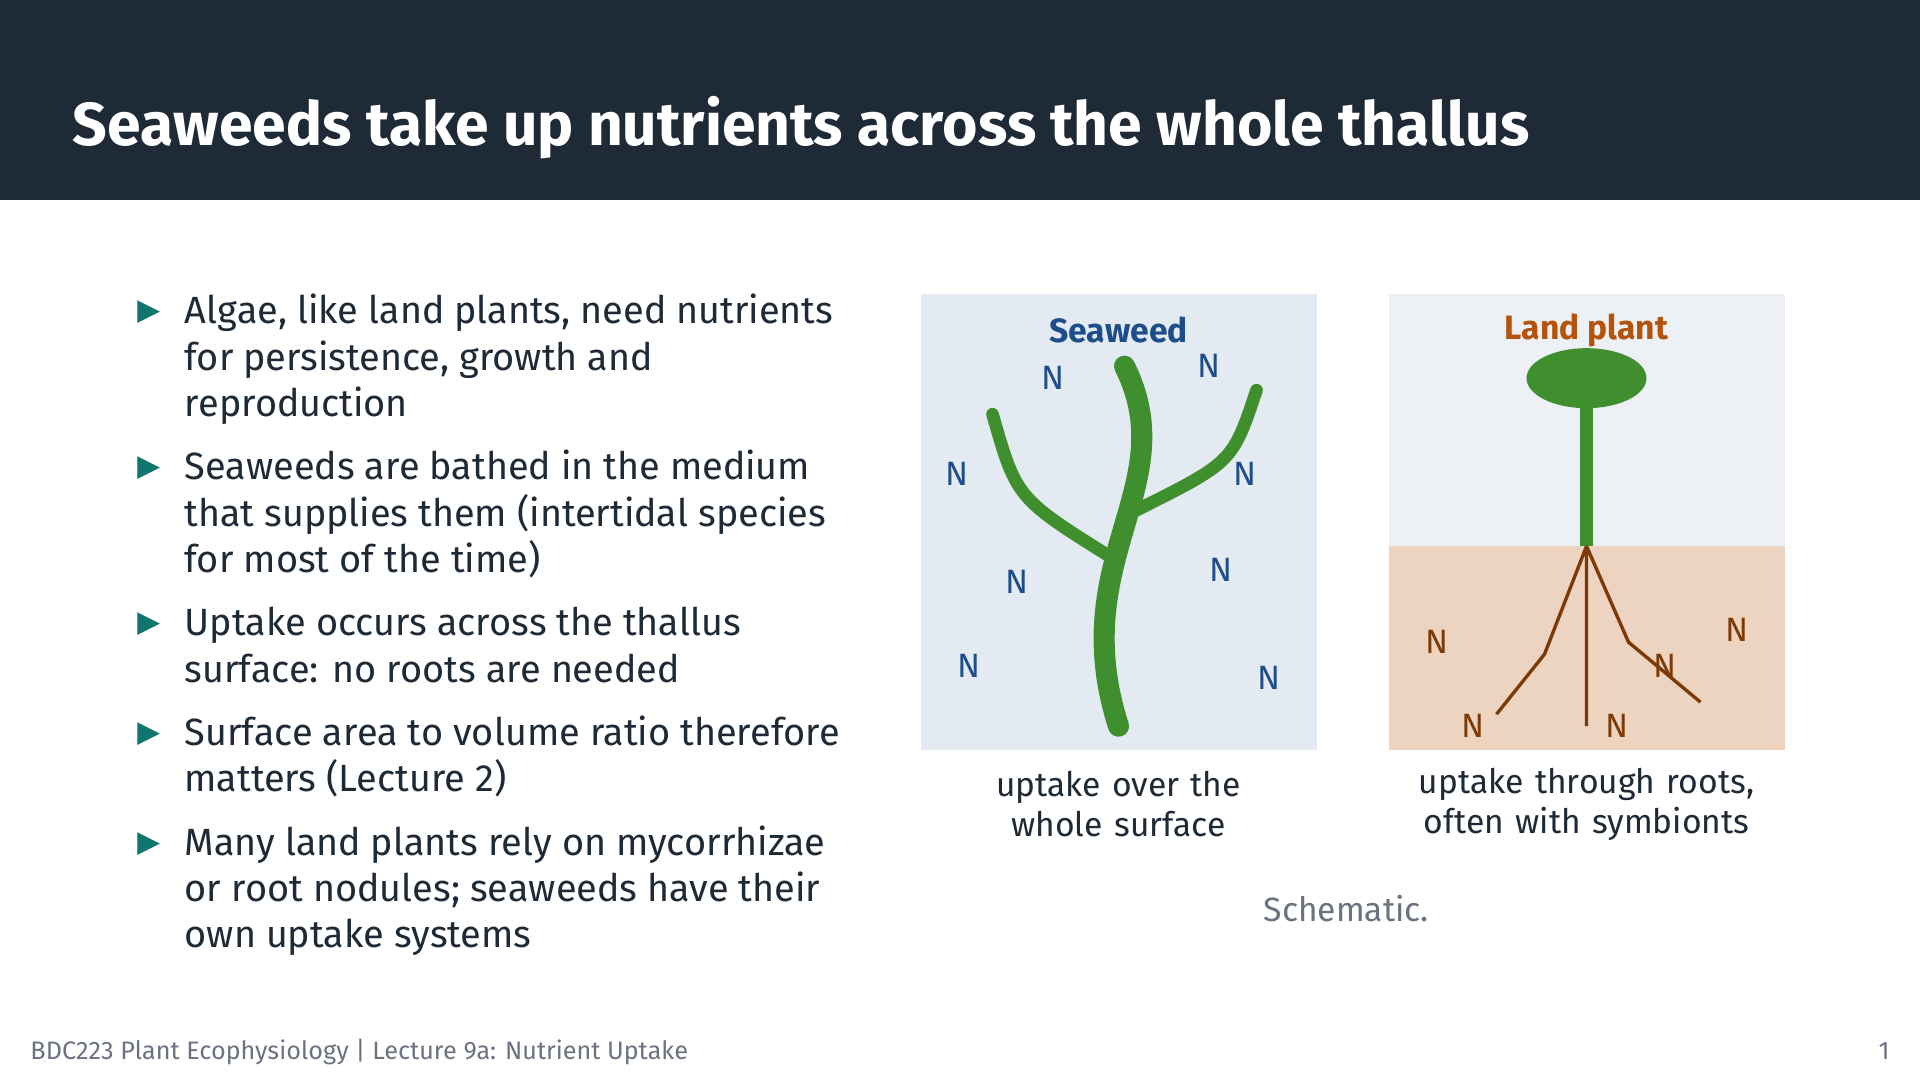 Seaweeds take up nutrients across the whole thallus
► Algae, like land plants, need nutrients
for persistence, growth and
reproduction
► Seaweeds are bathed in the medium
that supplies them (intertidal species
for most of the time)
► Uptake occurs across the thallus
surface: no roots are needed
► Surface area to volume ratio therefore
matters (Lecture 2)
► Many land plants rely on mycorrhizae
or root nodules; seaweeds have their
own uptake systems
Seaweed
N
N
N
N
N
N
N
N
uptake over the
whole surface
Land plant
N
N
N
N
N
uptake through roots,
often with symbionts
Schematic.
BDC223 Plant Ecophysiology | Lecture 9a: Nutrient Uptake
1